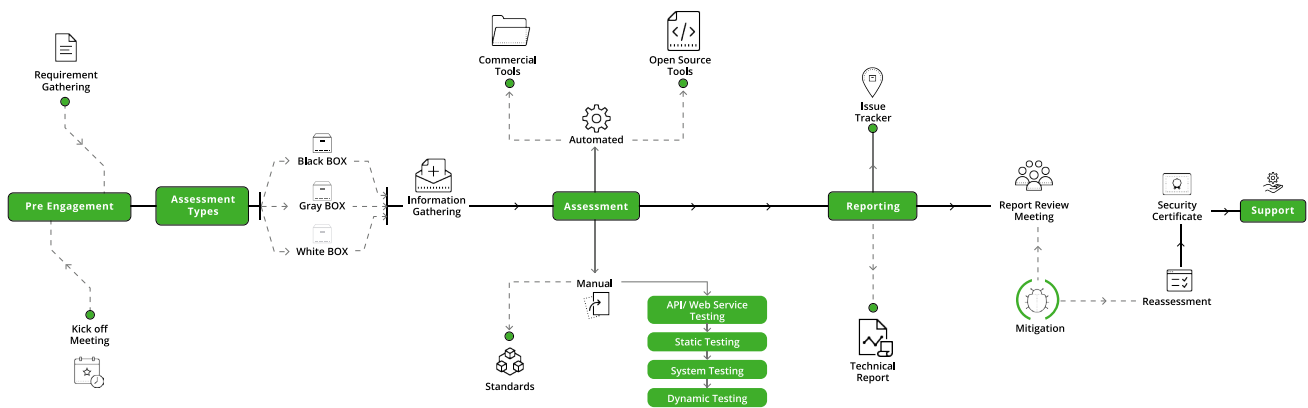 Requirement
Gathering
Pre Engagement
Kick off
Meeting
Assessment
Types
Black BOX
Gray BOX
White BOX
Information
Gathering
Commercial
Tools
Open Source
Tools
Automated
Assessment
Manual
Standards
API/ Web Service
Testing
Static Testing
System Testing
Dynamic Testing
Issue
Tracker
Reporting
Technical
Report
Report Review
Meeting
Mitigation
Security
Certificate
Reassessment
Support